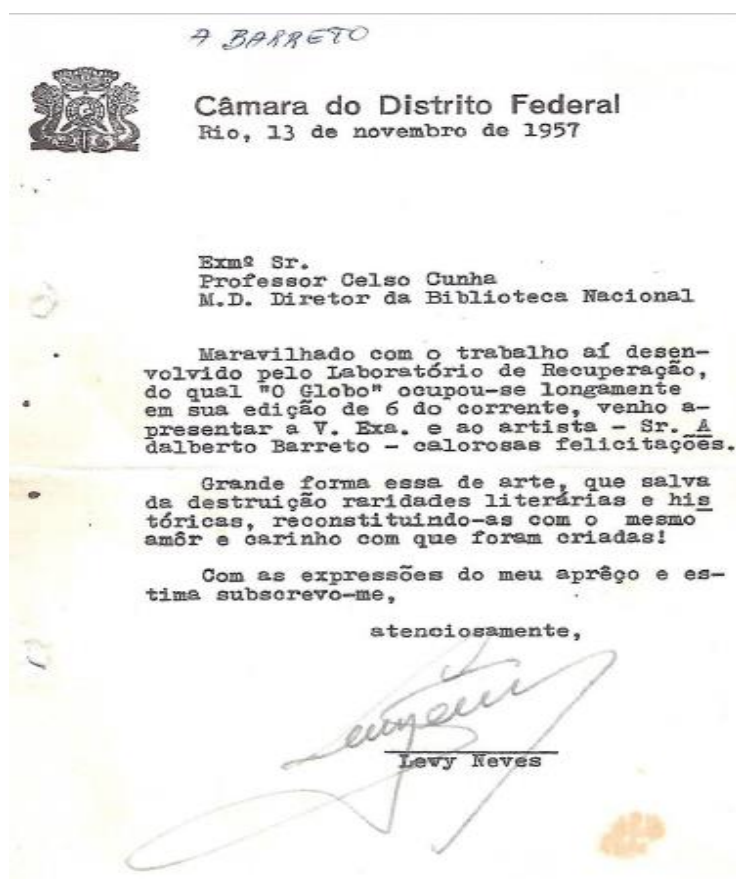 A BARRETO
Câmara do Distrito Federal
Rio, 13 de novembro de 1957
Exmº Sr.
Professor Celso Cunha
M.D. Diretor da Biblioteca Nacional
Maravilhado com o trabalho aí desen-
volvido pelo Laboratório de Recuperação,
do qual "O Globo" ocupou-se longamente
em sua edição de 6 do corrente, venho a-
presentar a V. Exa. e ao artista - Sr. A
dalberto Barreto - calorosas felicitações.
Grande forma essa de arte, que salva
da destruição raridades literárias e his
tóricas, reconstituindo-as com o mesmo
amôr e carinho com que foram criadas!
Com as expressões do meu aprêço e es-
tima subscrevo-me,
atenciosamente,
Levy Neves